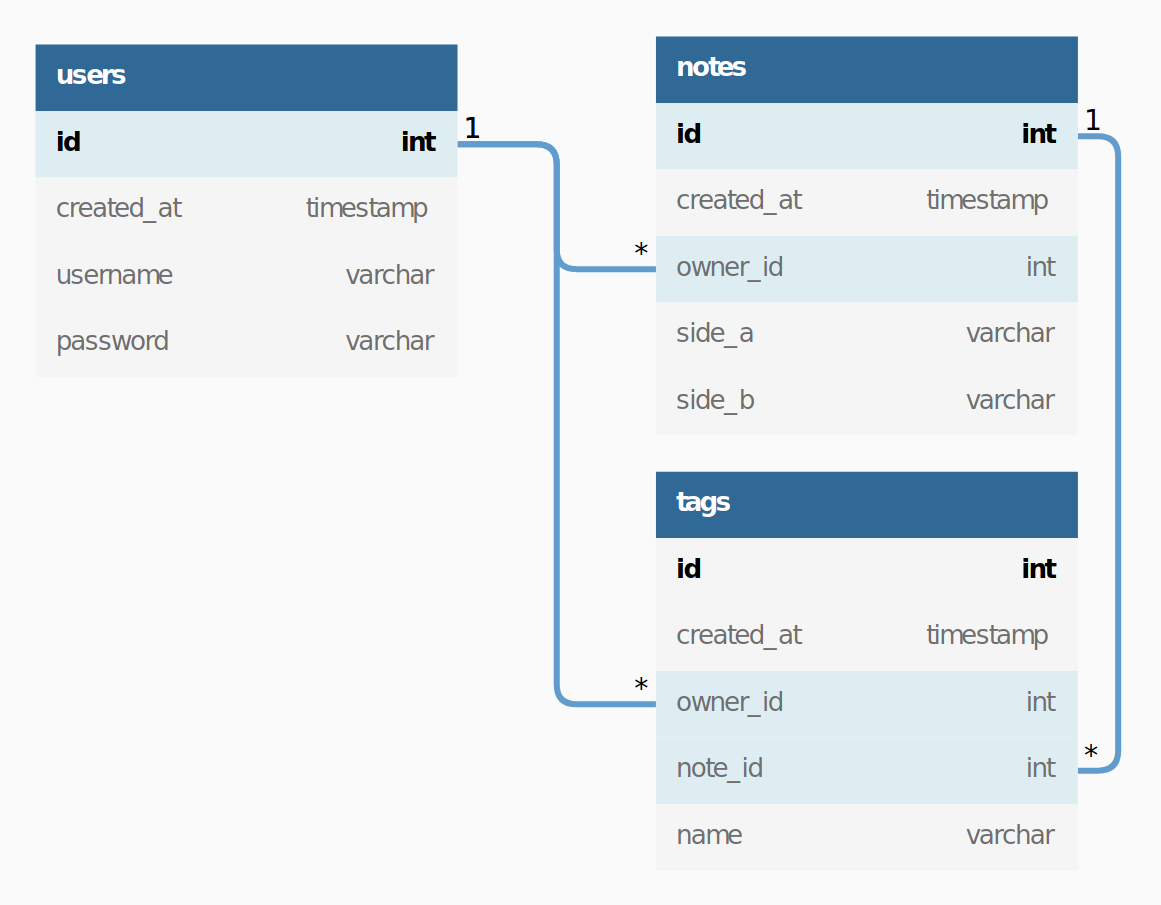 users
id int 1
created_at timestamp
username varchar
password varchar
notes
id int 1
created_at timestamp
* owner_id int
side_a varchar
side_b varchar
tags
id int
created_at timestamp
* owner_id int
note_id int *
name varchar